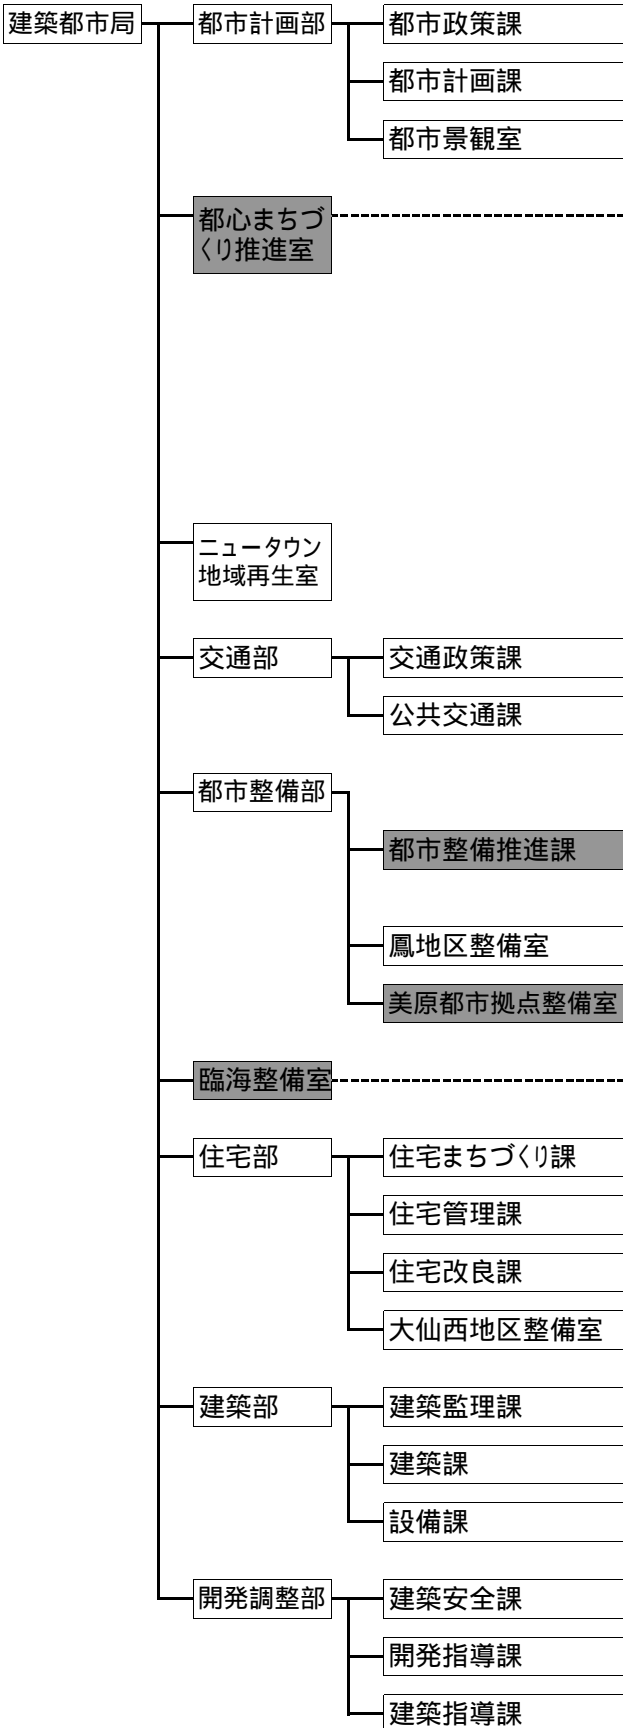 建築都市局
都市計画部
都市政策課
都市計画課
都市景観室
都心まちづ
くり推進室
ニュータウン
地域再生室
交通部
交通政策課
公共交通課
都市整備部
都市整備推進課
鳳地区整備室
美原都市拠点整備室
臨海整備室
住宅部
住宅まちづくり課
住宅管理課
住宅改良課
大仙西地区整備室
建築部
建築監理課
建築課
設備課
開発調整部
建築安全課
開発指導課
建築指導課